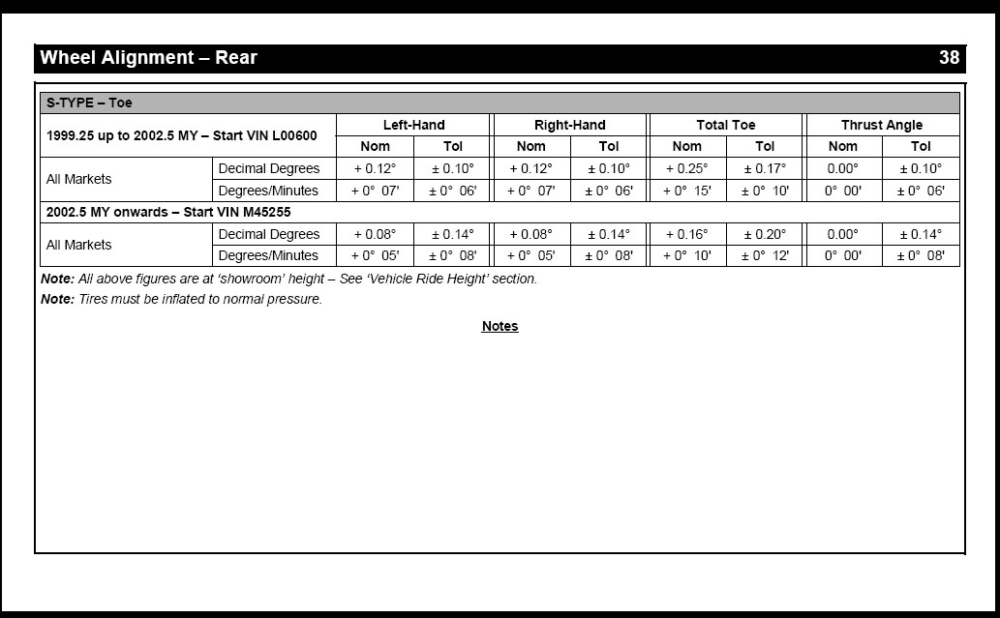 Wheel Alignment – Rear 38
S-TYPE – Toe
1999.25 up to 2002.5 MY – Start VIN L00600 Left-Hand Right-Hand Total Toe Thrust Angle
Nom Tol Nom Tol Nom Tol Nom Tol
All Markets Decimal Degrees + 0.12° ± 0.10° + 0.12° ± 0.10° + 0.25° ± 0.17° 0.00° ± 0.10°
Degrees/Minutes + 0° 07' ± 0° 06' + 0° 07' ± 0° 06' + 0° 15' ± 0° 10' 0° 00' ± 0° 06'
2002.5 MY onwards – Start VIN M45255
All Markets Decimal Degrees + 0.08° ± 0.14° + 0.08° ± 0.14° + 0.16° ± 0.20° 0.00° ± 0.14°
Degrees/Minutes + 0° 05' ± 0° 08' + 0° 05' ± 0° 08' + 0° 10' ± 0° 12' 0° 00' ± 0° 08'
Note: All above figures are at ‘showroom’ height – See ‘Vehicle Ride Height’ section.
Note: Tires must be inflated to normal pressure.
Notes